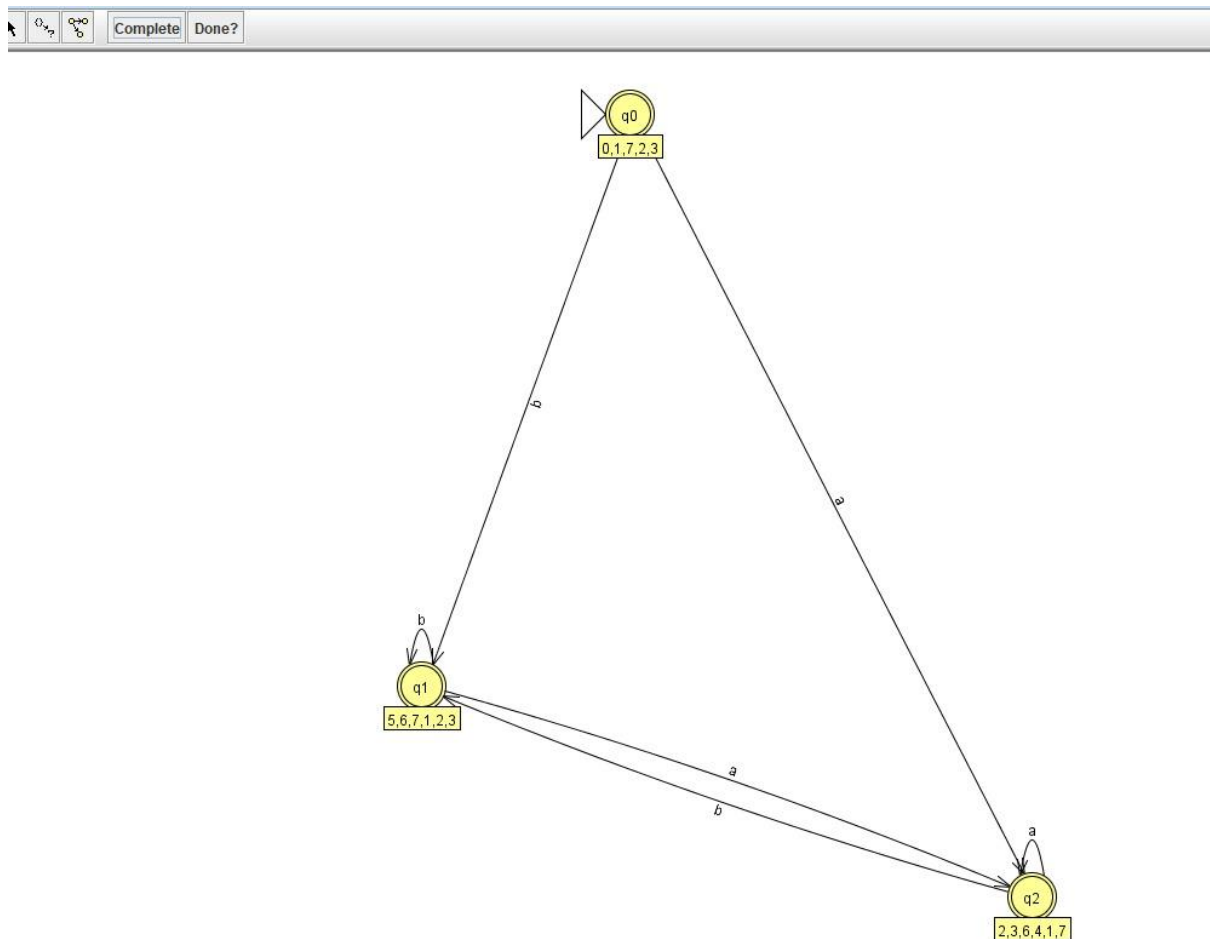 Complete Done?
q0
0,1,7,2,3
b
a
b
q1
5,6,7,1,2,3
a
b
a
q2
2,3,6,4,1,7